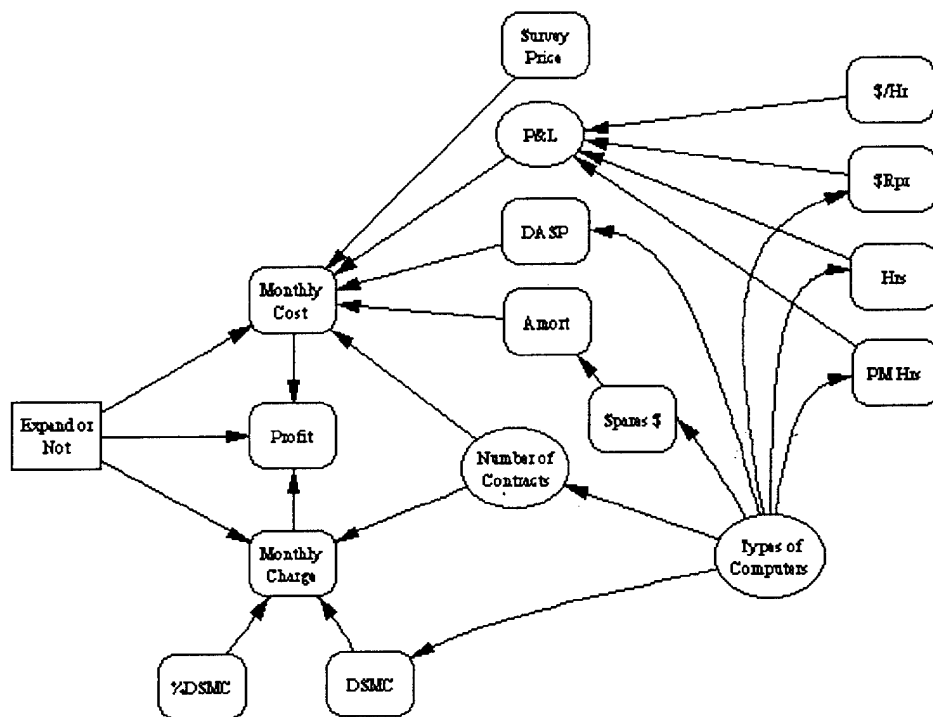 Survey
Price
$/Hr
P&L
$Rpr
DASP
Hrs
Monthly
Cost
Amort
PM Hrs
Expand or
Not
Profit
Spares $
Number of
Contracts
Monthly
Charge
Types of
Computers
%DSMC
DSMC